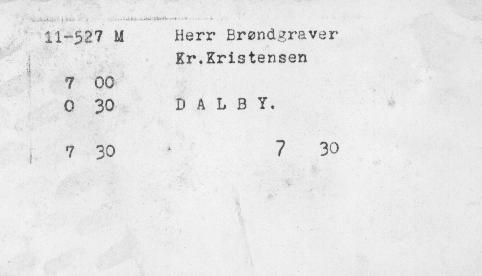 11-527 M Herr Brøndgraver
Kr.Kristensen
7 00
0 30 D A L B Y.
7 30 7 30